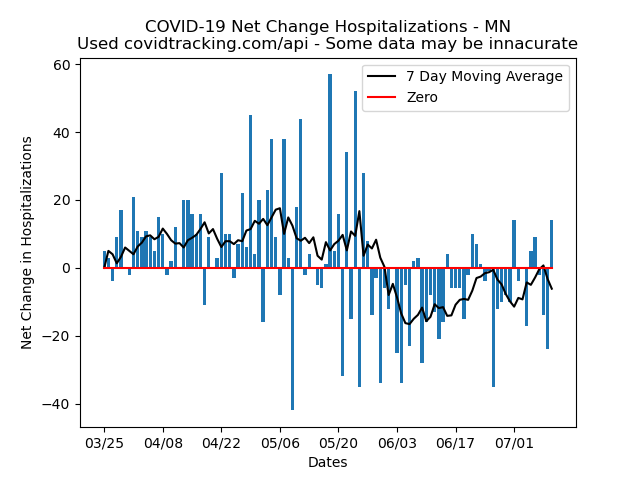 COVID-19 Net Change Hospitalizations - MN
Used covidtracking.com/api - Some data may be innacurate
7 Day Moving Average
Zero
Net Change in Hospitalizations
60
40
20
0
−20
−40
03/25 04/08 04/22 05/06 05/20 06/03 06/17 07/01
Dates